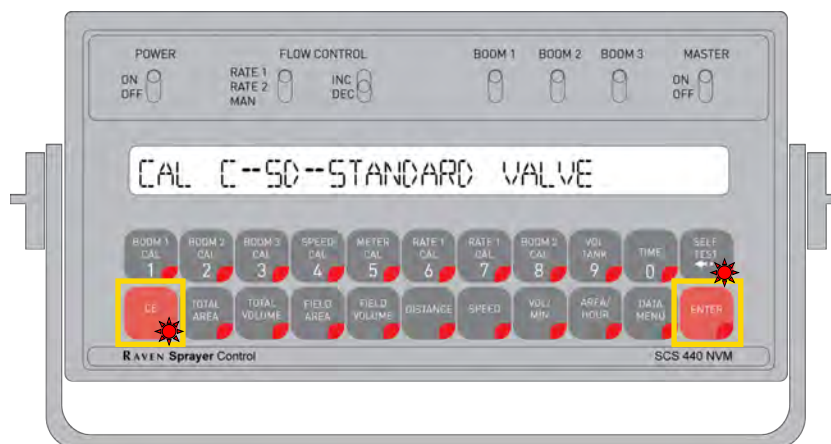 POWER FLOW CONTROL BOOM 1 BOOM 2 BOOM 3 MASTER
ON RATE 1 INC ON
OFF RATE 2 DEC OFF
MAN
CAL C--SD--STANDARD VALVE
BOOM 1 BOOM 2 BOOM 3 SPEED METER RATE 1 RATE 1 BOOM 2 VOL SELF
CAL CAL CAL CAL CAL CAL CAL CAL TANK TIME TEST
1 2 3 4 5 6 7 8 9 0
CE TOTAL TOTAL FIELD FIELD DISTANCE SPEED VOL/ AREA/ DATA ENTER
AREA VOLUME AREA VOLUME MIN HOUR MENU
RAVEN Sprayer Control SCS 440 NVM